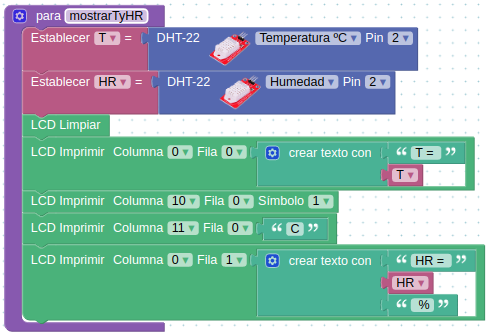 para mostrarTyHR
Establecer T = DHT-22 Temperatura ºC Pin 2
Establecer HR = DHT-22 Humedad Pin 2
LCD Limpiar
LCD Imprimir Columna 0 Fila 0 crear texto con “ T = ”
T
LCD Imprimir Columna 10 Fila 0 Símbolo 1
LCD Imprimir Columna 11 Fila 0 “ C ”
LCD Imprimir Columna 0 Fila 1 crear texto con “ HR = ”
HR
“ % ”